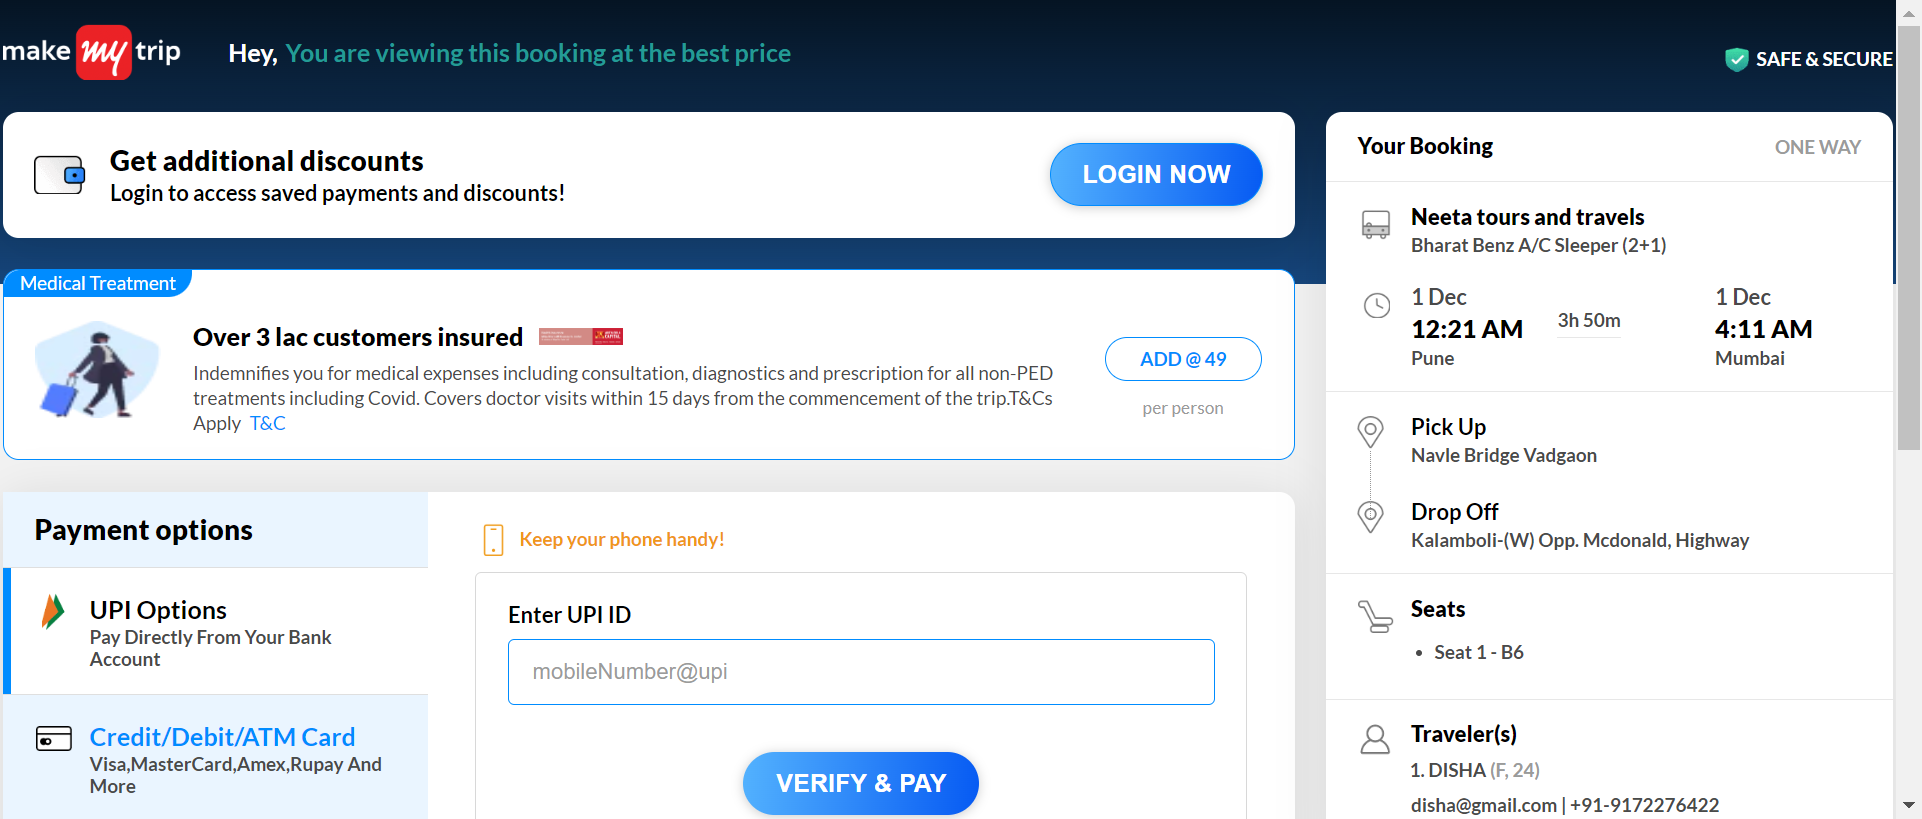 make my trip
Hey, You are viewing this booking at the best price
SAFE & SECURE
Get additional discounts
Login to access saved payments and discounts!
LOGIN NOW
Medical Treatment
Over 3 lac customers insured
Indemnifies you for medical expenses including consultation, diagnostics and prescription for all non-PED
treatments including Covid. Covers doctor visits within 15 days from the commencement of the trip.T&Cs
Apply T&C
ADD @ 49
per person
Payment options
UPI Options
Pay Directly From Your Bank
Account
Credit/Debit/ATM Card
Visa,MasterCard,Amex,Rupay And
More
Keep your phone handy!
Enter UPI ID
mobileNumber@upi
VERIFY & PAY
Your Booking
ONE WAY
Neeta tours and travels
Bharat Benz A/C Sleeper (2+1)
1 Dec
12:21 AM
Pune
3h 50m
1 Dec
4:11 AM
Mumbai
Pick Up
Navle Bridge Vadgaon
Drop Off
Kalamboli-(W) Opp. Mcdonald, Highway
Seats
• Seat 1 - B6
Traveler(s)
1. DISHA (F, 24)
disha@gmail.com | +91-9172276422